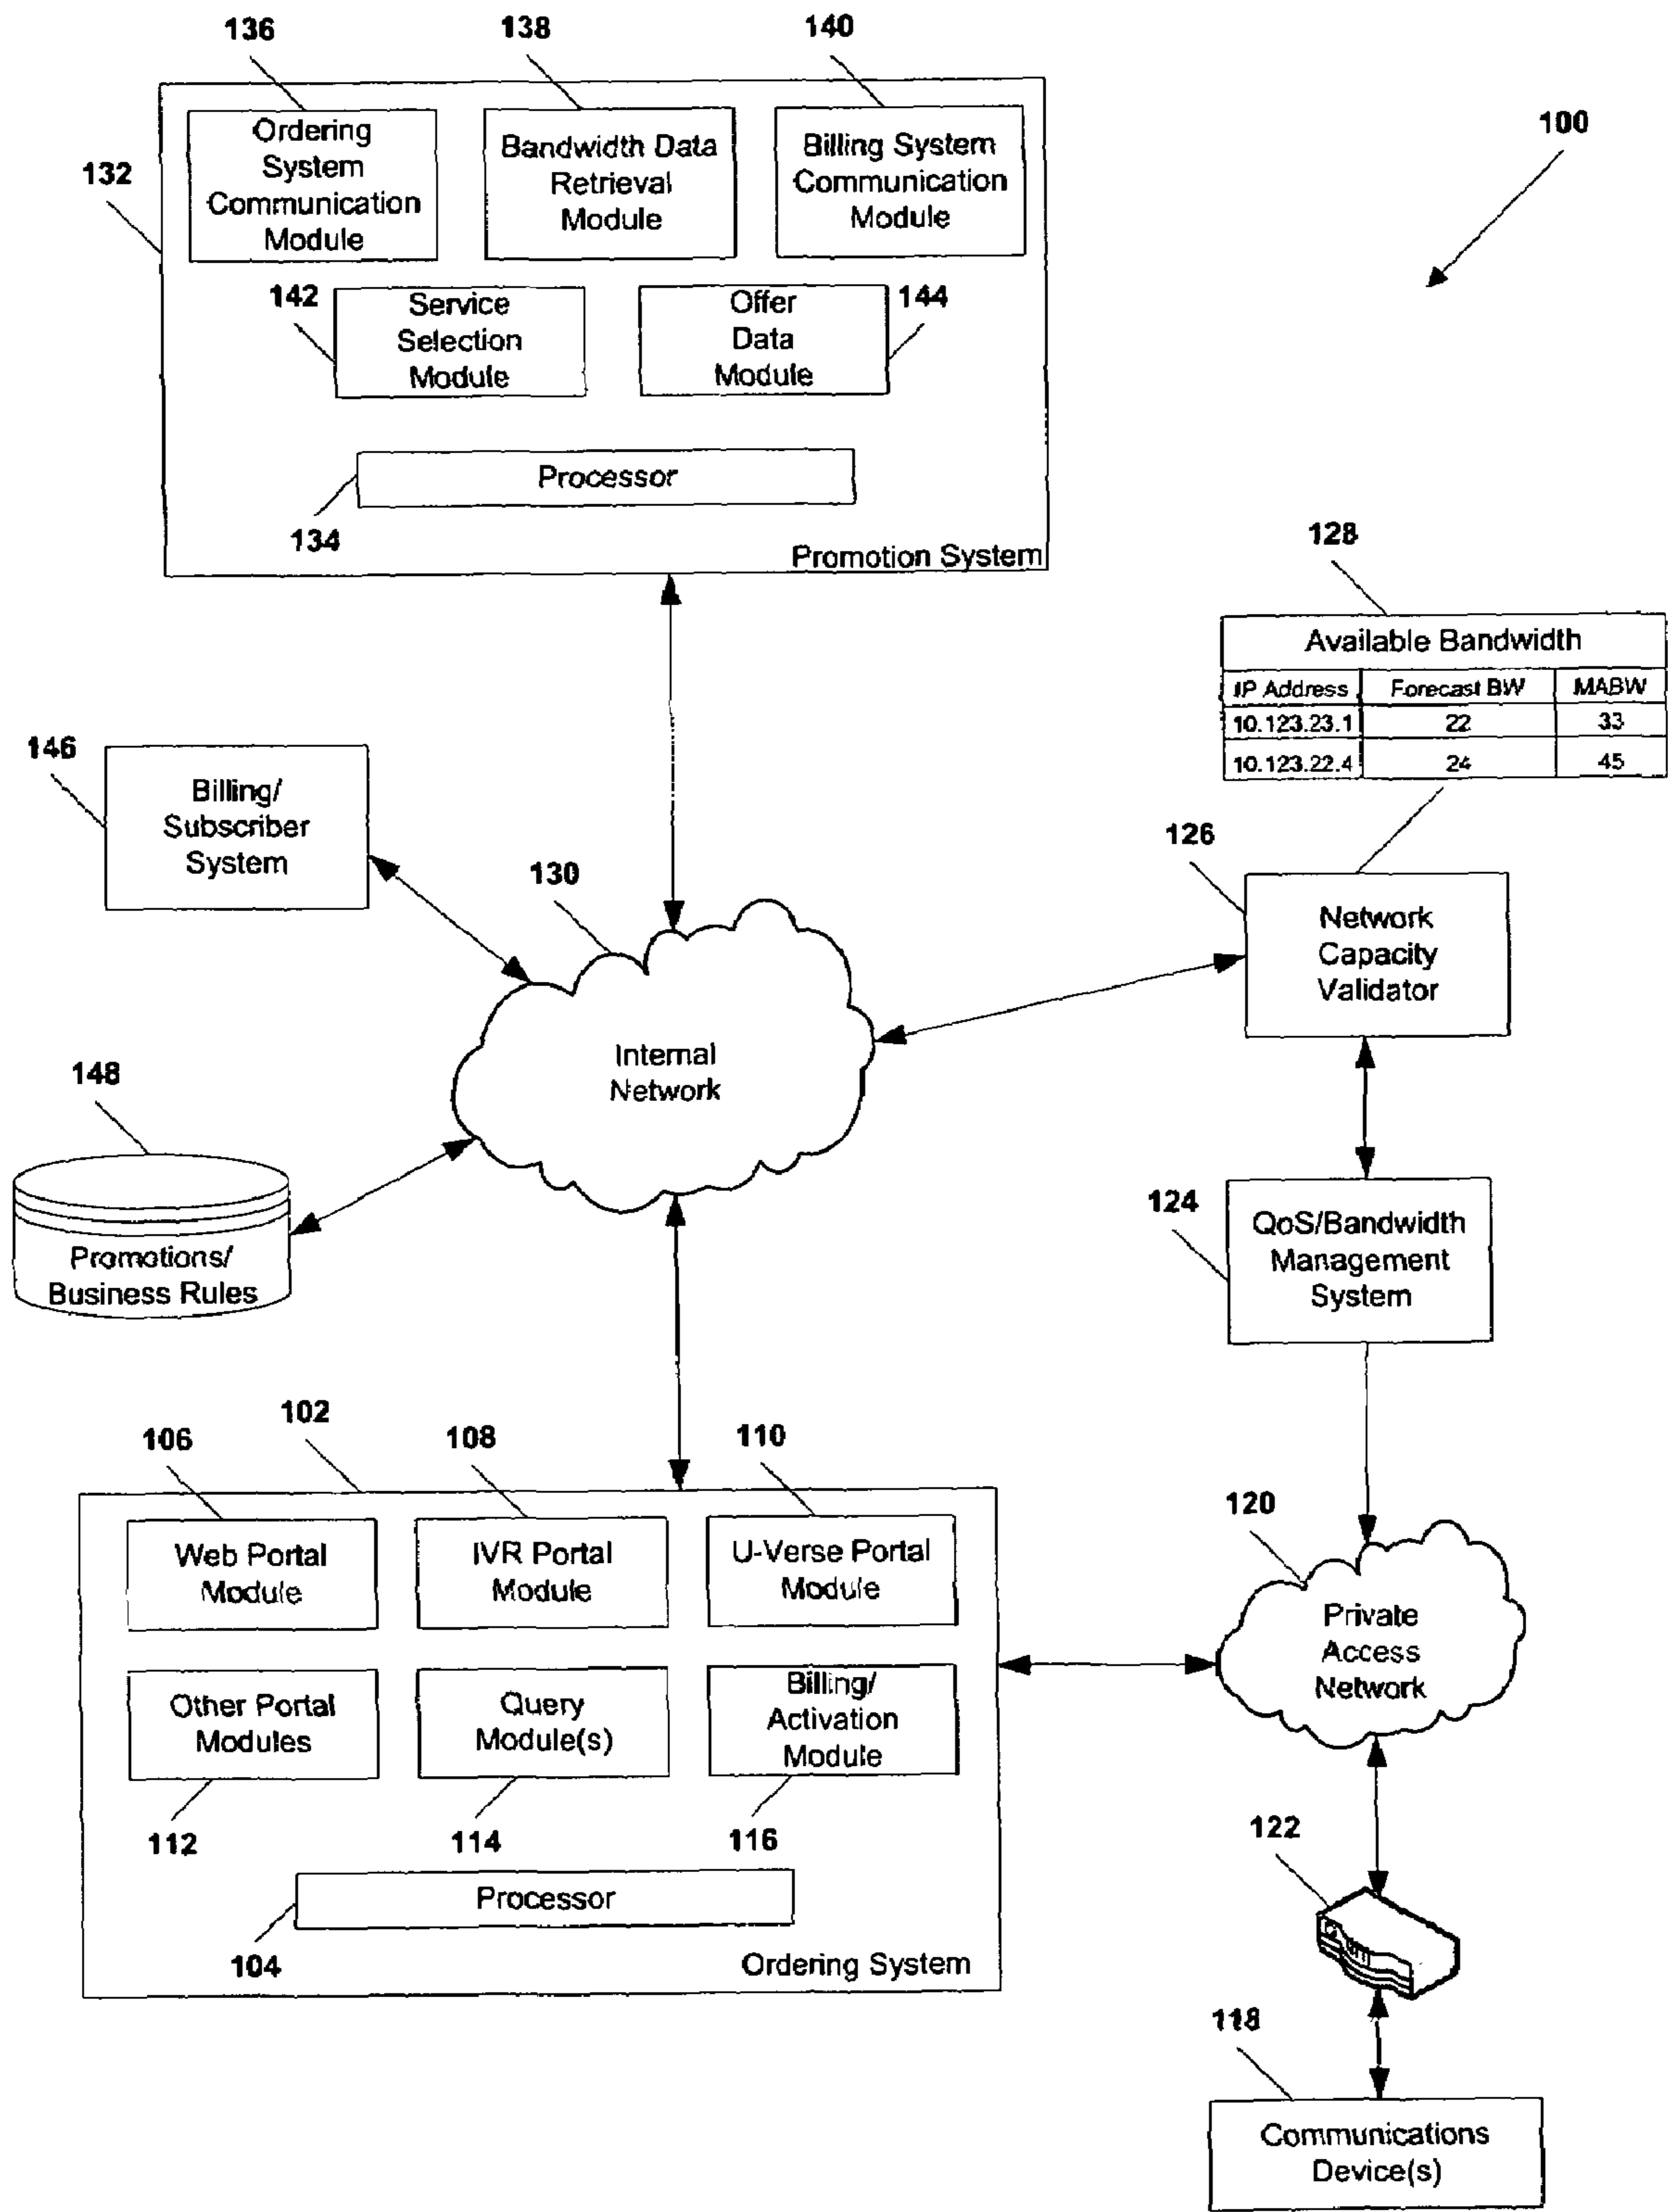 136
138
140
100
132
Ordering
System
Communication
Module
Bandwidth Data
Retrieval
Module
Billing System
Communication
Module
142
Service
Selection
Module
Offer
Data
Module
144
Processor
134
Promotion System
128
Available Bandwidth
IP Address Forecast BW MABW
10.123.23.1 22 33
10.123.22.4 24 45
146
Billing/
Subscriber
System
130
126
Network
Capacity
Validator
Internal
Network
148
Promotions/
Business Rules
124
QoS/Bandwidth
Management
System
102
106
108
110
Web Portal
Module
IVR Portal
Module
U-Verse Portal
Module
120
Private
Access
Network
Other Portal
Modules
Query
Module(s)
Billing/
Activation
Module
112
114
116
122
Processor
104
Ordering System
118
Communications
Device(s)